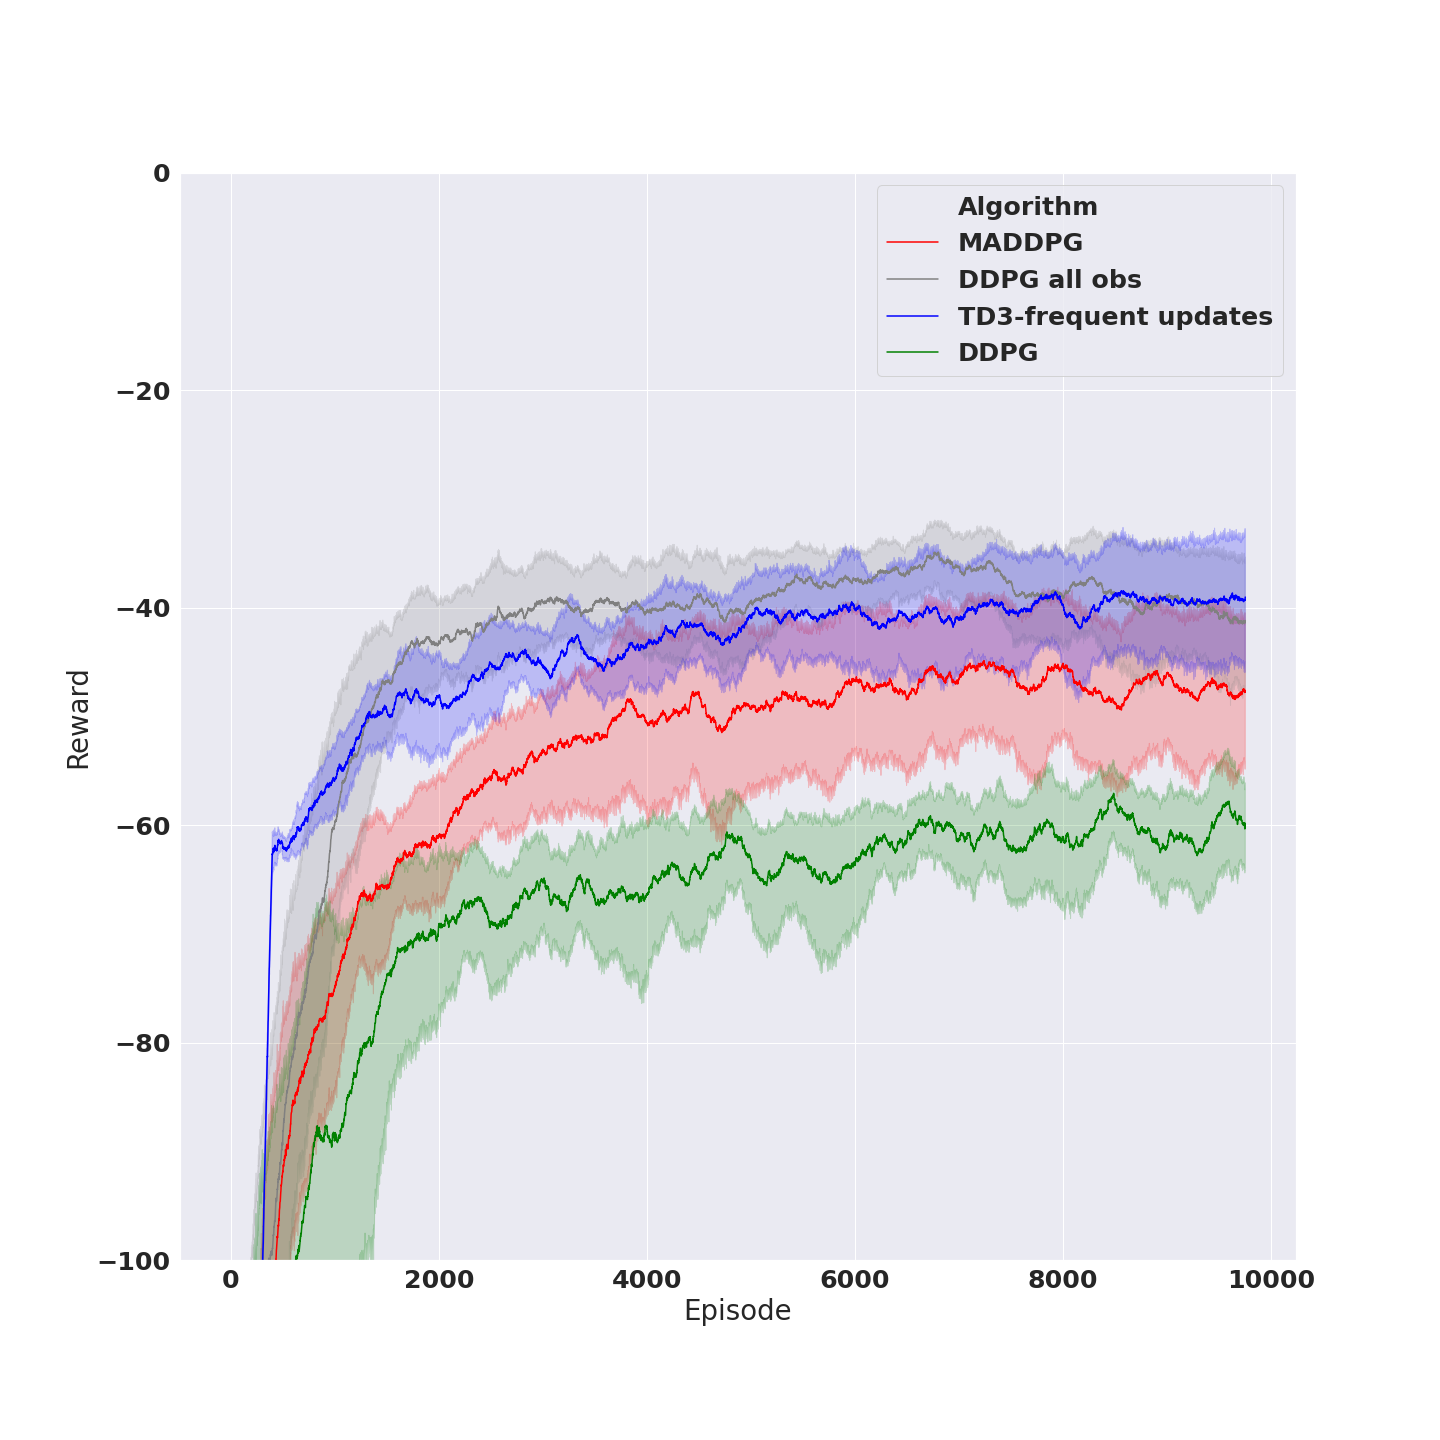 0
−20
−40
−60
−80
−100
Reward
Algorithm
MADDPG
DDPG all obs
TD3-frequent updates
DDPG
0 2000 4000 6000 8000 10000
Episode